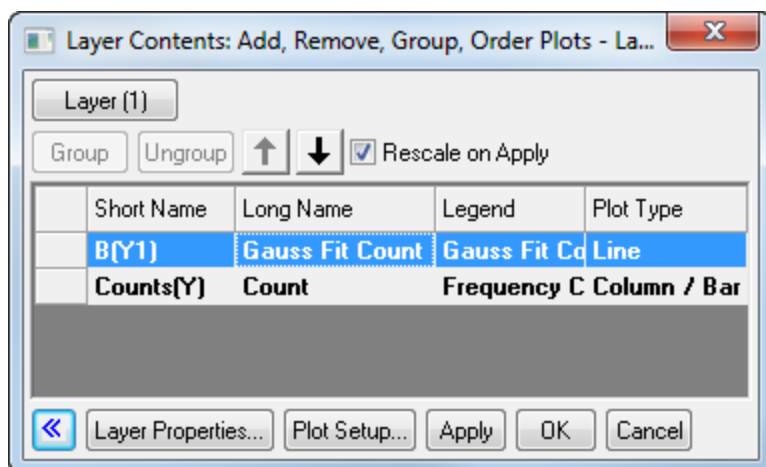 Layer Contents: Add, Remove, Group, Order Plots - La...
Layer (1)
Group Ungroup Rescale on Apply
Short Name Long Name Legend Plot Type
B(Y1) Gauss Fit Count Gauss Fit Co Line
Counts(Y) Count Frequency C Column / Bar
Layer Properties... Plot Setup... Apply OK Cancel